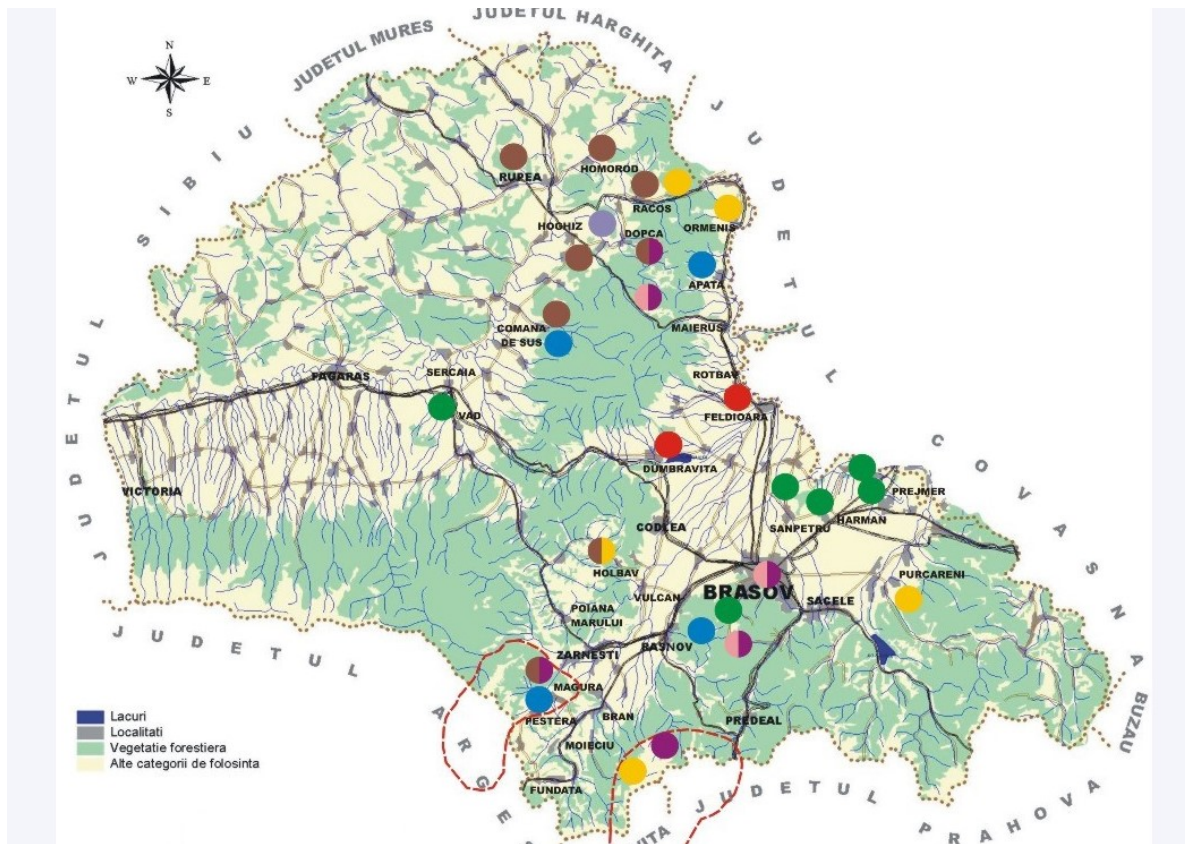 JUDETUL HARGHITA
JUDETUL MURES
N
W E
S
SIBIU
JUDETUL
HOMOROD
RUPEA
RACOS
HOGHIZ
DOPCA
ORMENIS
APATA
COMANA
DE SUS
MAIERUS
SERCAIA
FAGARAS
ROTBAV
JUDETUL
VAD
FELDIOARA
DUMBRAVITA
COVASNA
VICTORIA
PREJMER
HARMAN
SANPETRU
CODLEA
HOLBAV
PURCARENI
VULCAN
BRASOV
SACELE
POIANA
MARULUI
JUDETUL
RASNOV
ZARNESTI
MAGURA
PESTERA
BRAN
PREDEAL
MOIECIU
FUNDATA
ARGE
BUZAU
JUDETUL
PRAHOVA
Lacuri
Localitati
Vegetatie forestiera
Alte categorii de folosinta